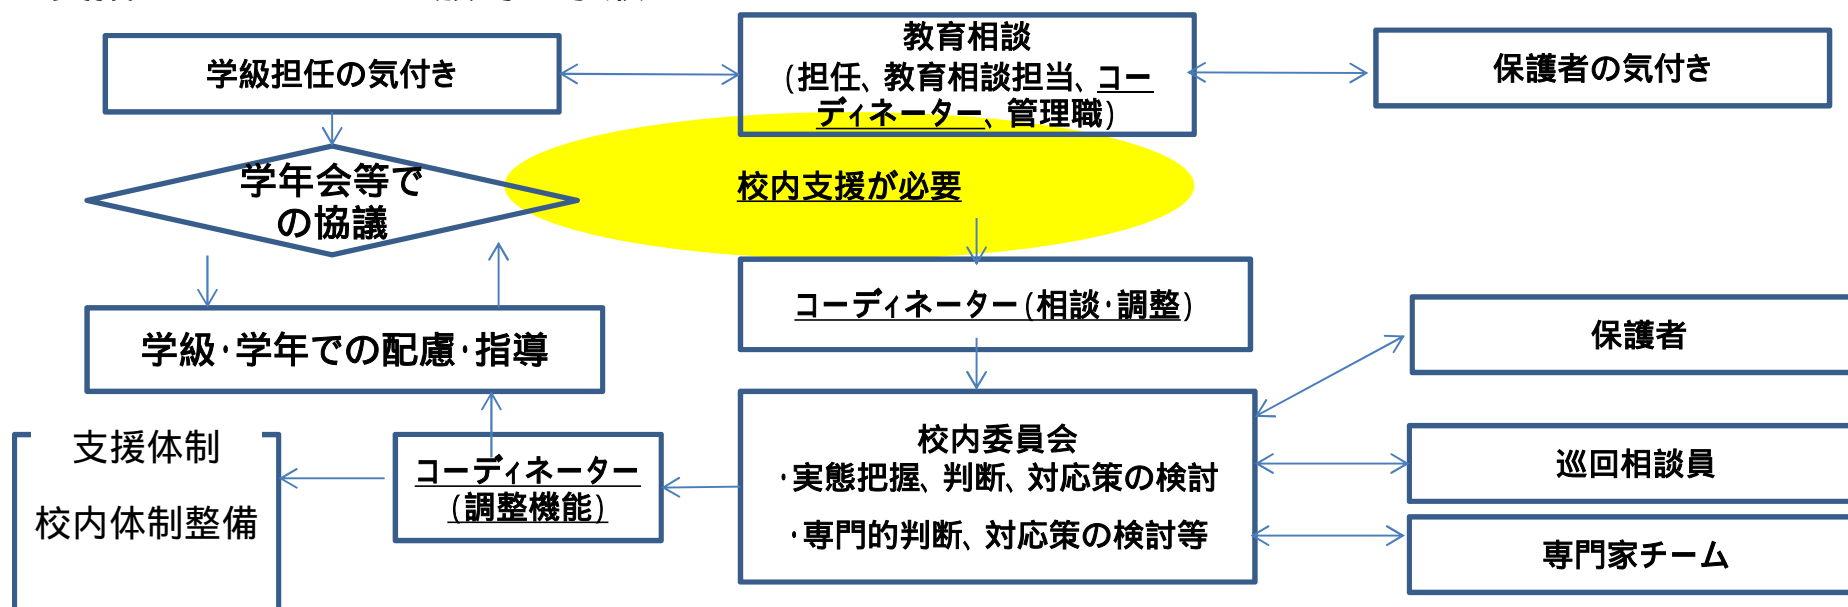 学級担任の気付き
教育相談
(担任、教育相談担当、コー
ディネーター、管理職)
保護者の気付き
学年会等で
の協議
校内支援が必要
コーディネーター(相談・調整)
学級・学年での配慮・指導
保護者
校内委員会
・実態把握、判断、対応策の検討
・専門的判断、対応策の検討等
巡回相談員
専門家チーム
コーディネーター
(調整機能)
支援体制
校内体制整備